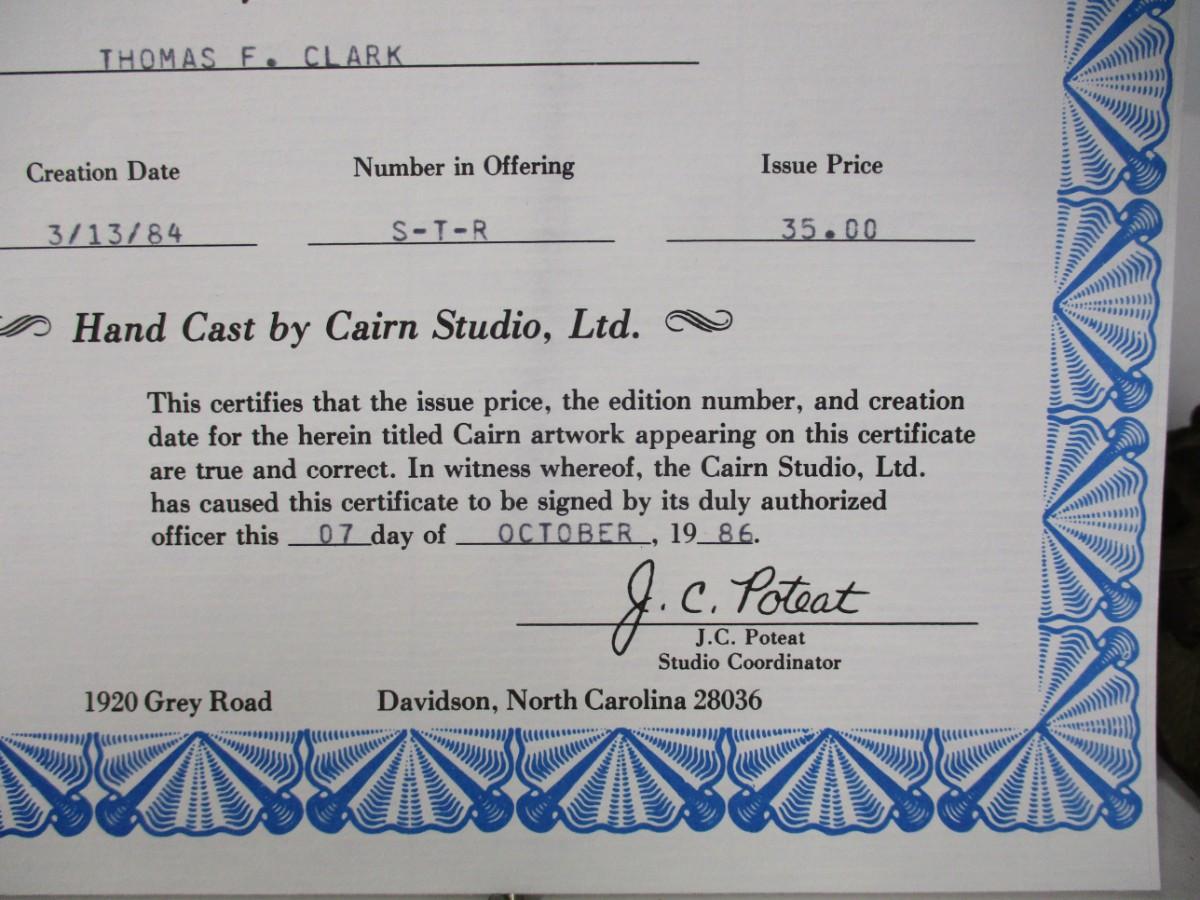 THOMAS F. CLARK
Creation Date Number in Offering Issue Price
3/13/84 S-T-R 35.00
Hand Cast by Cairn Studio, Ltd.
This certifies that the issue price, the edition number, and creation
date for the herein titled Cairn artwork appearing on this certificate
are true and correct. In witness whereof, the Cairn Studio, Ltd.
has caused this certificate to be signed by its duly authorized
officer this 07 day of OCTOBER, 19 86.
J. C. Poteat
J.C. Poteat
Studio Coordinator
1920 Grey Road Davidson, North Carolina 28036